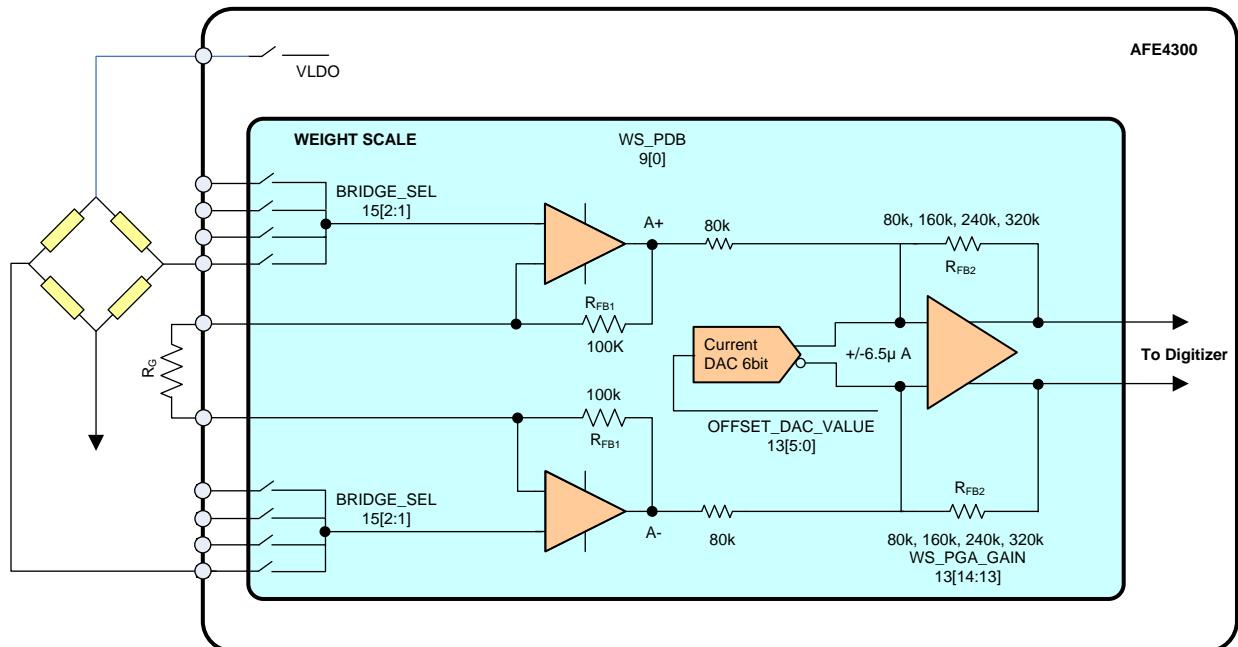 AFE4300
VLDO
WEIGHT SCALE
WS_PDB
9[0]
BRIDGE_SEL
15[2:1]
A+
80k
80k, 160k, 240k, 320k
RFB2
RFB1
100K
RG
Current
DAC 6bit
+/-6.5µ A
To Digitizer
100k
RFB1
OFFSET_DAC_VALUE
13[5:0]
BRIDGE_SEL
15[2:1]
A-
80k
RFB2
80k, 160k, 240k, 320k
WS_PGA_GAIN
13[14:13]